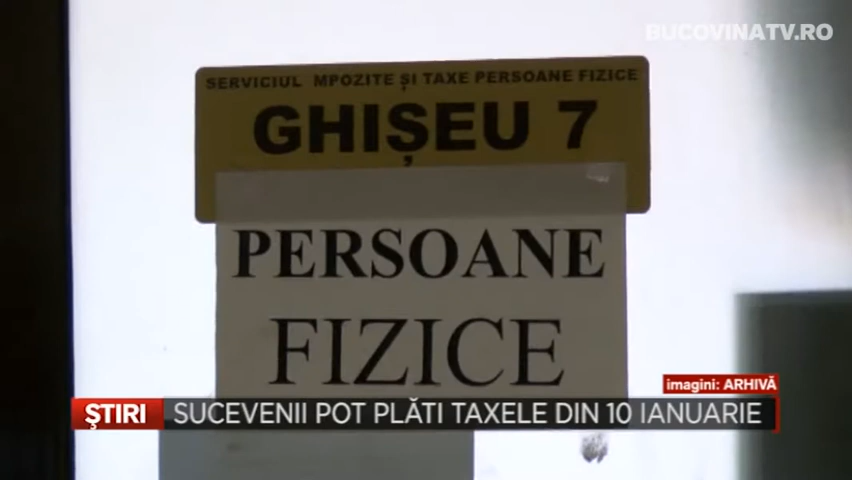 BUCOVINATV.RO
SERVICIUL MPOZITE ȘI TAXE PERSOANE FIZICE
GHIȘEU 7
PERSOANE
FIZICE
imagini: ARHIVĂ
ȘTIRI SUCEVENII POT PLĂTI TAXELE DIN 10 IANUARIE